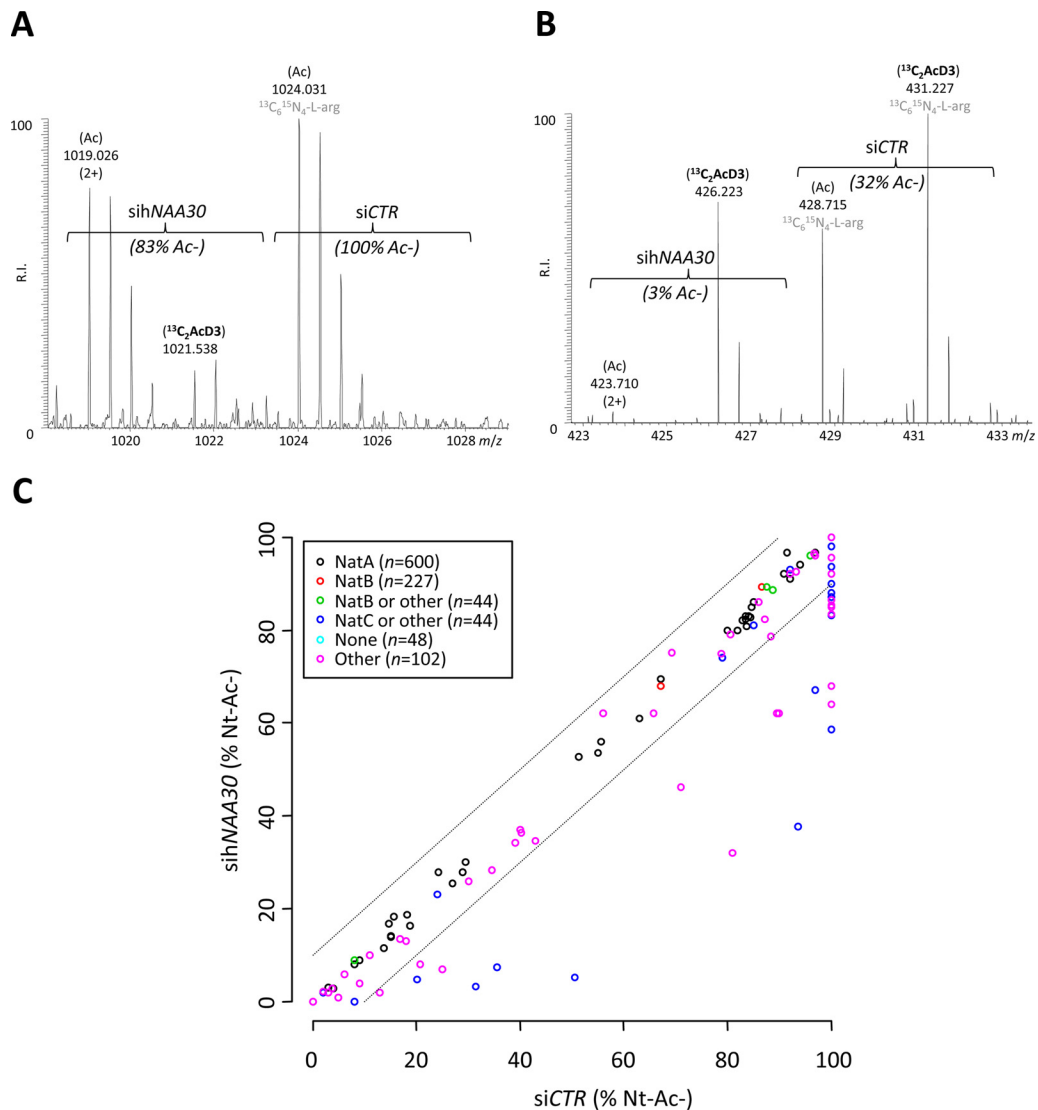 A
(Ac)
1024.031
¹³C₆¹⁵N₄-L-arg
100
(Ac)
1019.026
(2+)
sihNAA30
(83% Ac-)
siCTR
(100% Ac-)
(¹³C₂AcD3)
1021.538
R.I.
0
1020 1022 1024 1026 1028 m/z
B
(¹³C₂AcD3)
431.227
¹³C₆¹⁵N₄-L-arg
100
siCTR
(32% Ac-)
(¹³C₂AcD3)
426.223
(Ac)
428.715
¹³C₆¹⁵N₄-L-arg
sihNAA30
(3% Ac-)
(Ac)
423.710
(2+)
R.I.
0
423 425 427 429 431 433 m/z
C
NatA (n=600)
NatB (n=227)
NatB or other (n=44)
NatC or other (n=44)
None (n=48)
Other (n=102)
sihNAA30 (% Nt-Ac-)
100
80
60
40
20
0
0 20 40 60 80 100
siCTR (% Nt-Ac-)